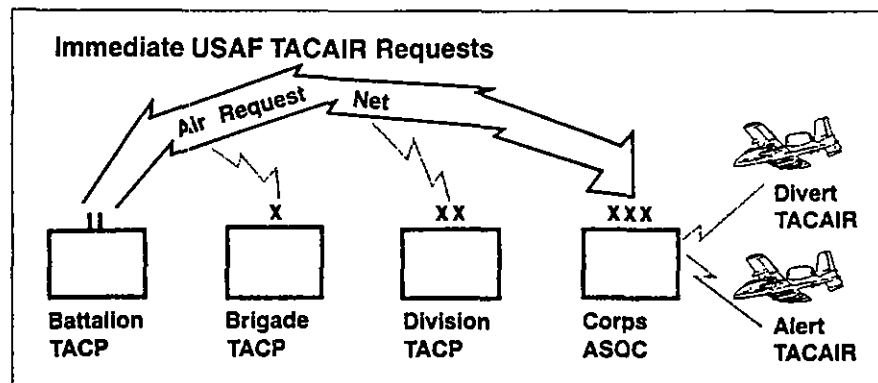 Immediate USAF TACAIR Requests
Air Request Net
II
X
XX
XXX
Divert
TACAIR
Battalion
TACP
Brigade
TACP
Division
TACP
Corps
ASOC
Alert
TACAIR